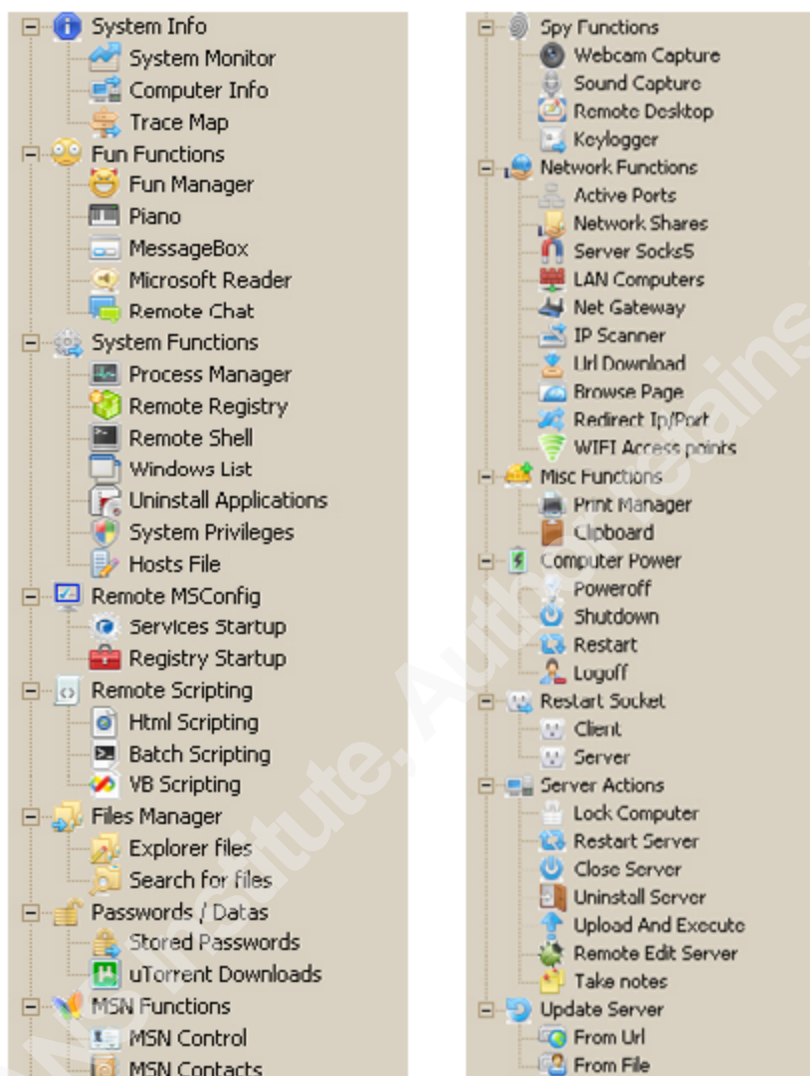 System Info
System Monitor
Computer Info
Trace Map
Fun Functions
Fun Manager
Piano
MessageBox
Microsoft Reader
Remote Chat
System Functions
Process Manager
Remote Registry
Remote Shell
Windows List
Uninstall Applications
System Privileges
Hosts File
Remote MSConfig
Services Startup
Registry Startup
Remote Scripting
Html Scripting
Batch Scripting
VB Scripting
Files Manager
Explorer files
Search for files
Passwords / Datas
Stored Passwords
uTorrent Downloads
MSN Functions
MSN Control
MSN Contacts
Spy Functions
Webcam Capture
Sound Capture
Remote Desktop
Keylogger
Network Functions
Active Ports
Network Shares
Server Socks5
LAN Computers
Net Gateway
IP Scanner
Url Download
Browse Page
Redirect Ip/Port
WIFI Access points
Misc Functions
Print Manager
Clipboard
Computer Power
Poweroff
Shutdown
Restart
Logoff
Restart Socket
Client
Server
Server Actions
Lock Computer
Restart Server
Close Server
Uninstall Server
Upload And Execute
Remote Edit Server
Take notes
Update Server
From Url
From File
Institute, Author retains